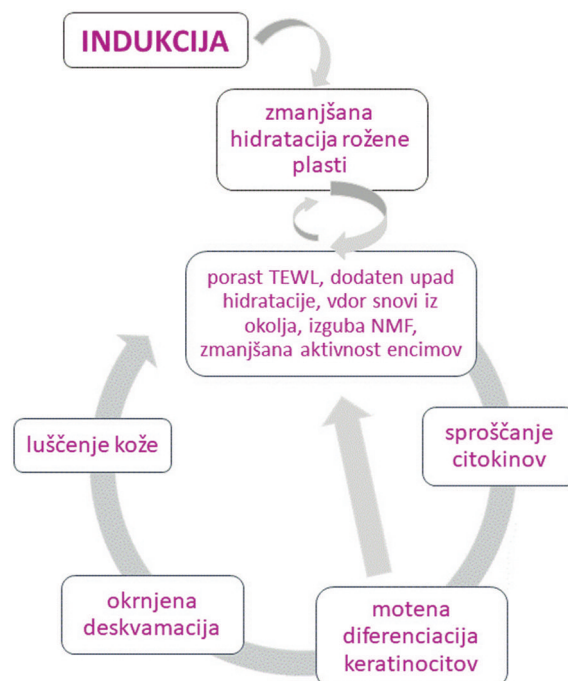 INDUKCIJA
zmanjšana
hidratacija rožene
plasti
porast TEWL, dodaten upad
hidratacije, vdor snovi iz
okolja, izguba NMF,
zmanjšana aktivnost encimov
sproščanje
citokinov
motena
diferenciacija
keratinocitov
okrnjena
deskvamacija
luščenje kože